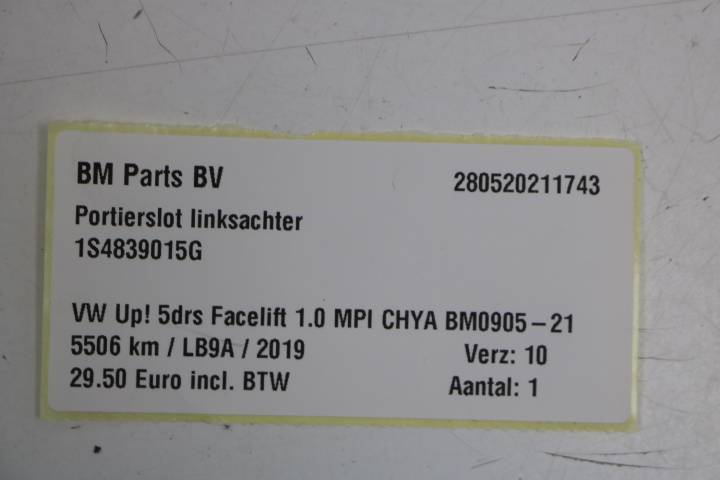 BM Parts BV 280520211743
Portierslot linksachter
1S4839015G
VW Up! 5drs Facelift 1.0 MPI CHYA BM0905-21
5506 km / LB9A / 2019 Verz: 10
29.50 Euro incl. BTW Aantal: 1